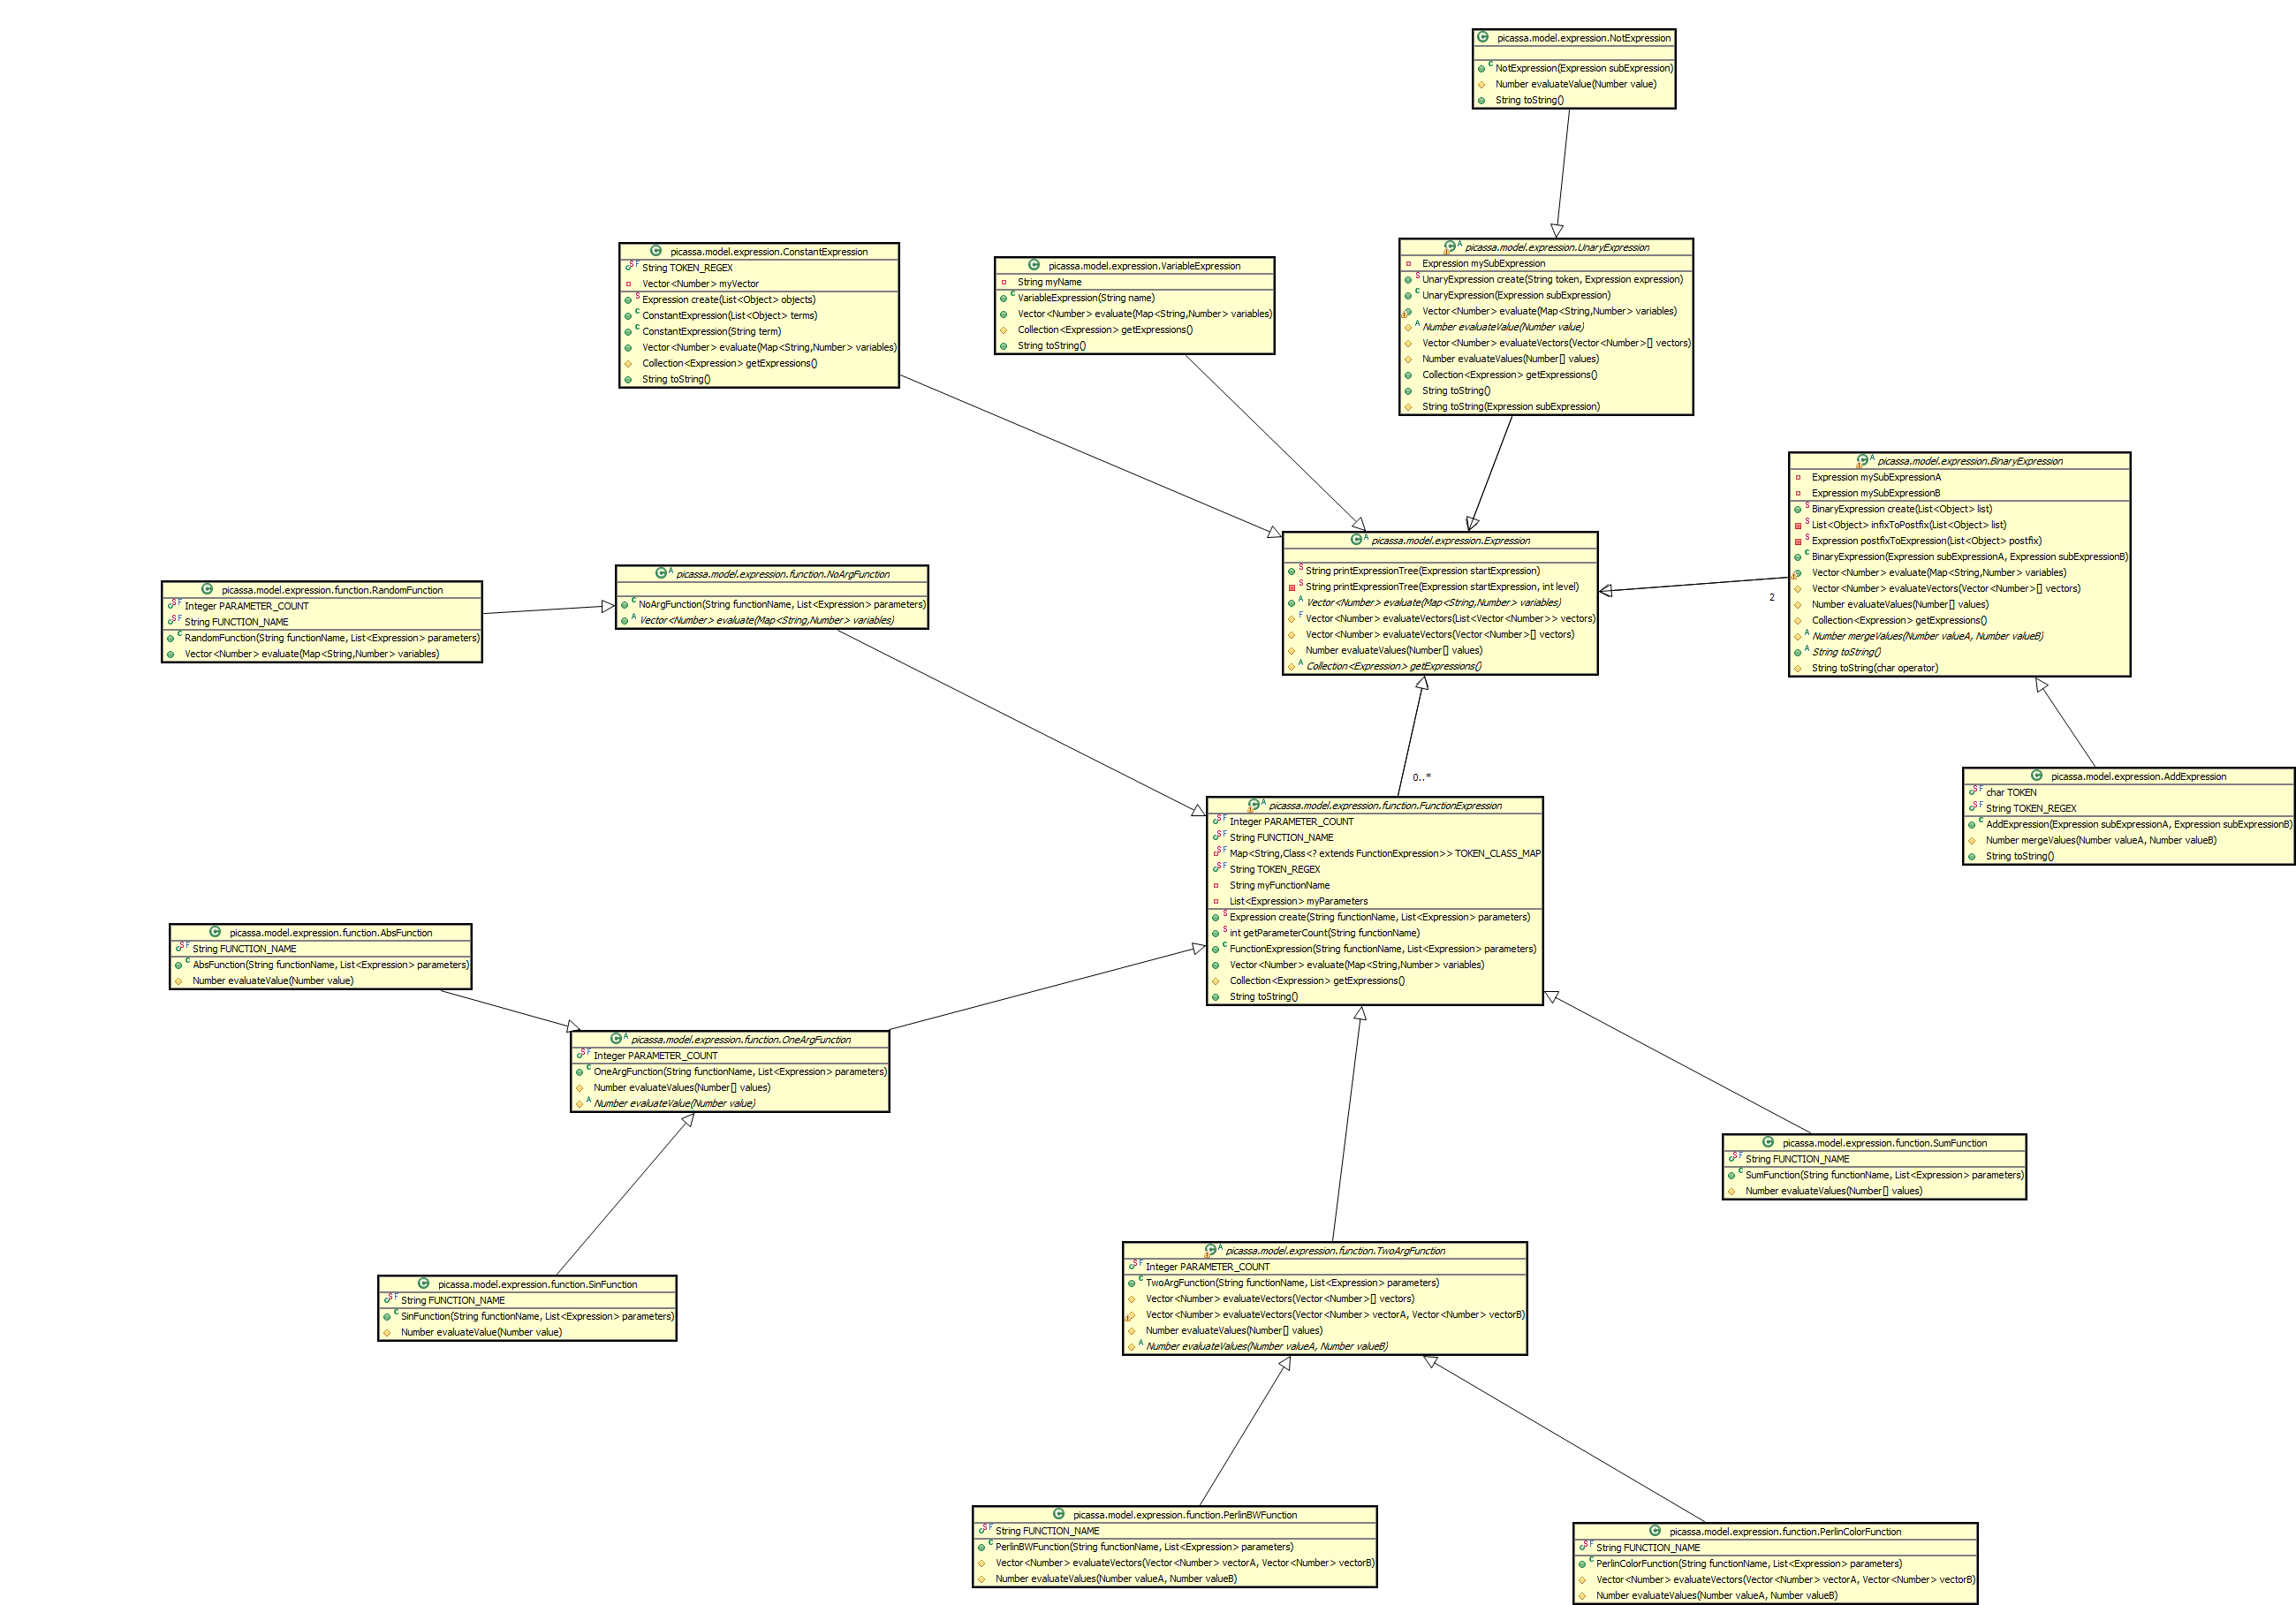 picassa.model.expression.NotExpression
NotExpression(Expression subExpression)
Number evaluateValue(Number value)
String toString()
picassa.model.expression.ConstantExpression
String TOKEN_REGEX
Vector<Number> myVector
Expression create(List<Object> objects)
ConstantExpression(List<Object> terms)
ConstantExpression(String term)
Vector<Number> evaluate(Map<String,Number> variables)
Collection<Expression> getExpressions()
String toString()
picassa.model.expression.VariableExpression
String myName
VariableExpression(String name)
Vector<Number> evaluate(Map<String,Number> variables)
Collection<Expression> getExpressions()
String toString()
picassa.model.expression.UnaryExpression
Expression mySubExpression
UnaryExpression create(String token, Expression expression)
UnaryExpression(Expression subExpression)
Vector<Number> evaluate(Map<String,Number> variables)
Number evaluateValue(Number value)
Vector<Number> evaluateVectors(Vector<Number>[] vectors)
Number evaluateValues(Number[] values)
Collection<Expression> getExpressions()
String toString()
String toString(Expression subExpression)
picassa.model.expression.BinaryExpression
Expression mySubExpressionA
Expression mySubExpressionB
BinaryExpression create(List<Object> list)
List<Object> infixToPostfix(List<Object> list)
Expression postfixToExpression(List<Object> postfix)
BinaryExpression(Expression subExpressionA, Expression subExpressionB)
Vector<Number> evaluate(Map<String,Number> variables)
Vector<Number> evaluateVectors(Vector<Number>[] vectors)
Number evaluateValues(Number[] values)
Collection<Expression> getExpressions()
Number mergeValues(Number valueA, Number valueB)
String toString()
String toString(char operator)
2
picassa.model.expression.Expression
String printExpressionTree(Expression startExpression)
String printExpressionTree(Expression startExpression, int level)
Vector<Number> evaluate(Map<String,Number> variables)
Vector<Number> evaluateVectors(List<Vector<Number>> vectors)
Vector<Number> evaluateVectors(Vector<Number>[] vectors)
Number evaluateValues(Number[] values)
Collection<Expression> getExpressions()
picassa.model.expression.function.NoArgFunction
NoArgFunction(String functionName, List<Expression> parameters)
Vector<Number> evaluate(Map<String,Number> variables)
picassa.model.expression.function.RandomFunction
Integer PARAMETER_COUNT
String FUNCTION_NAME
RandomFunction(String functionName, List<Expression> parameters)
Vector<Number> evaluate(Map<String,Number> variables)
0..*
picassa.model.expression.AddExpression
char TOKEN
String TOKEN_REGEX
AddExpression(Expression subExpressionA, Expression subExpressionB)
Number mergeValues(Number valueA, Number valueB)
String toString()
picassa.model.expression.function.FunctionExpression
Integer PARAMETER_COUNT
String FUNCTION_NAME
Map<String,Class<? extends FunctionExpression>> TOKEN_CLASS_MAP
String TOKEN_REGEX
String myFunctionName
List<Expression> myParameters
Expression create(String functionName, List<Expression> parameters)
int getParameterCount(String functionName)
FunctionExpression(String functionName, List<Expression> parameters)
Vector<Number> evaluate(Map<String,Number> variables)
Collection<Expression> getExpressions()
String toString()
picassa.model.expression.function.AbsFunction
String FUNCTION_NAME
AbsFunction(String functionName, List<Expression> parameters)
Number evaluateValue(Number value)
picassa.model.expression.function.OneArgFunction
Integer PARAMETER_COUNT
OneArgFunction(String functionName, List<Expression> parameters)
Number evaluateValues(Number[] values)
Number evaluateValue(Number value)
picassa.model.expression.function.SumFunction
String FUNCTION_NAME
SumFunction(String functionName, List<Expression> parameters)
Number evaluateValues(Number[] values)
picassa.model.expression.function.SinFunction
String FUNCTION_NAME
SinFunction(String functionName, List<Expression> parameters)
Number evaluateValue(Number value)
picassa.model.expression.function.TwoArgFunction
Integer PARAMETER_COUNT
TwoArgFunction(String functionName, List<Expression> parameters)
Vector<Number> evaluateVectors(Vector<Number>[] vectors)
Vector<Number> evaluateVectors(Vector<Number> vectorA, Vector<Number> vectorB)
Number evaluateValues(Number[] values)
Number evaluateValues(Number valueA, Number valueB)
picassa.model.expression.function.PerlinBWFunction
String FUNCTION_NAME
PerlinBWFunction(String functionName, List<Expression> parameters)
Vector<Number> evaluateVectors(Vector<Number> vectorA, Vector<Number> vectorB)
Number evaluateValues(Number valueA, Number valueB)
picassa.model.expression.function.PerlinColorFunction
String FUNCTION_NAME
PerlinColorFunction(String functionName, List<Expression> parameters)
Vector<Number> evaluateVectors(Vector<Number> vectorA, Vector<Number> vectorB)
Number evaluateValues(Number valueA, Number valueB)